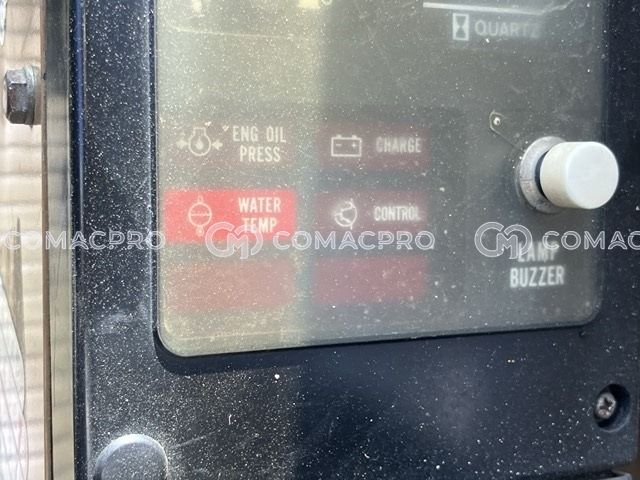 QUARTZ
ENG OIL
PRESS
CHARGE
WATER
TEMP
CONTROL
COMACPRO COMACPRO COMACPRO
LAMP
BUZZER